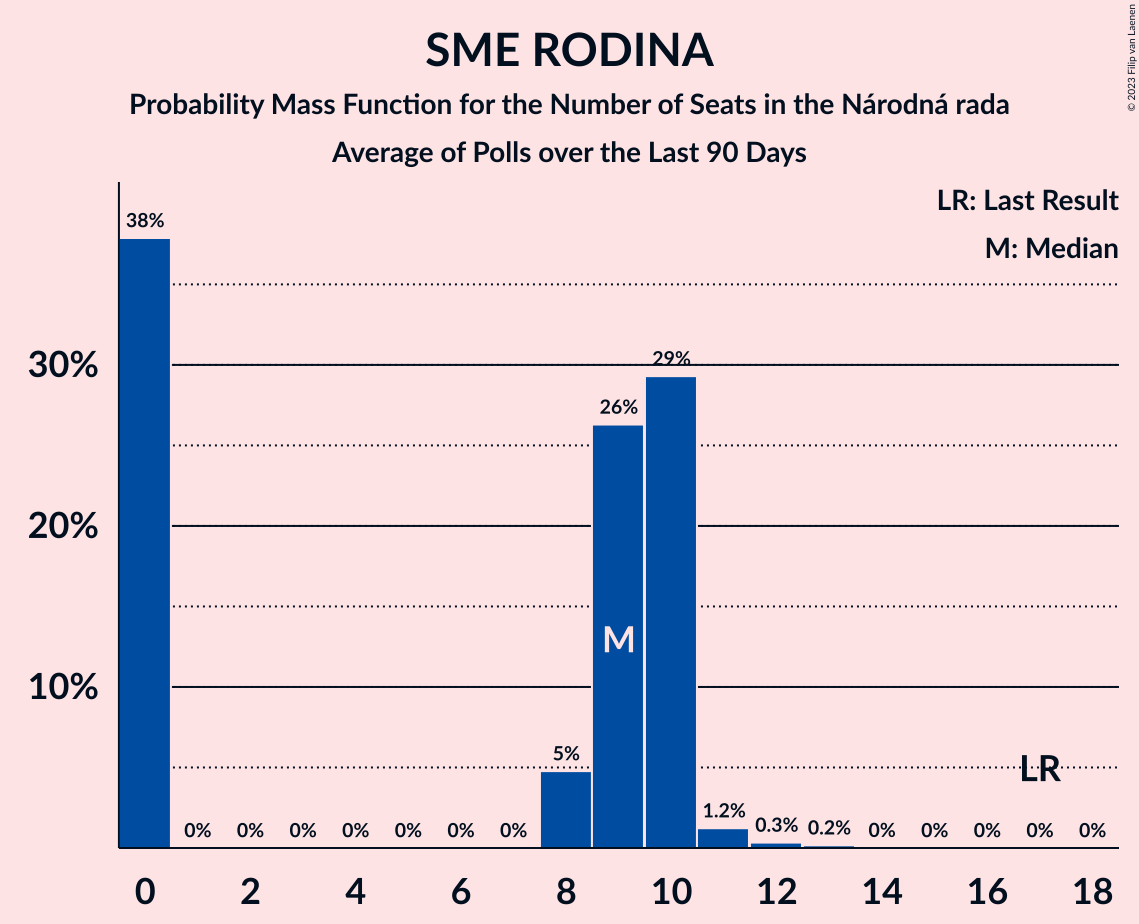 SME RODINA
Probability Mass Function for the Number of Seats in the Národná rada
Average of Polls over the Last 90 Days
© 2023 Filip van Laenen
LR: Last Result
M: Median
38%
0%
0%
0%
0%
0%
0%
0%
5%
26%
29%
1.2%
0.3%
0.2%
0%
0%
0%
0%
0%
30%
20%
10%
M
LR
0 2 4 6 8 10 12 14 16 18